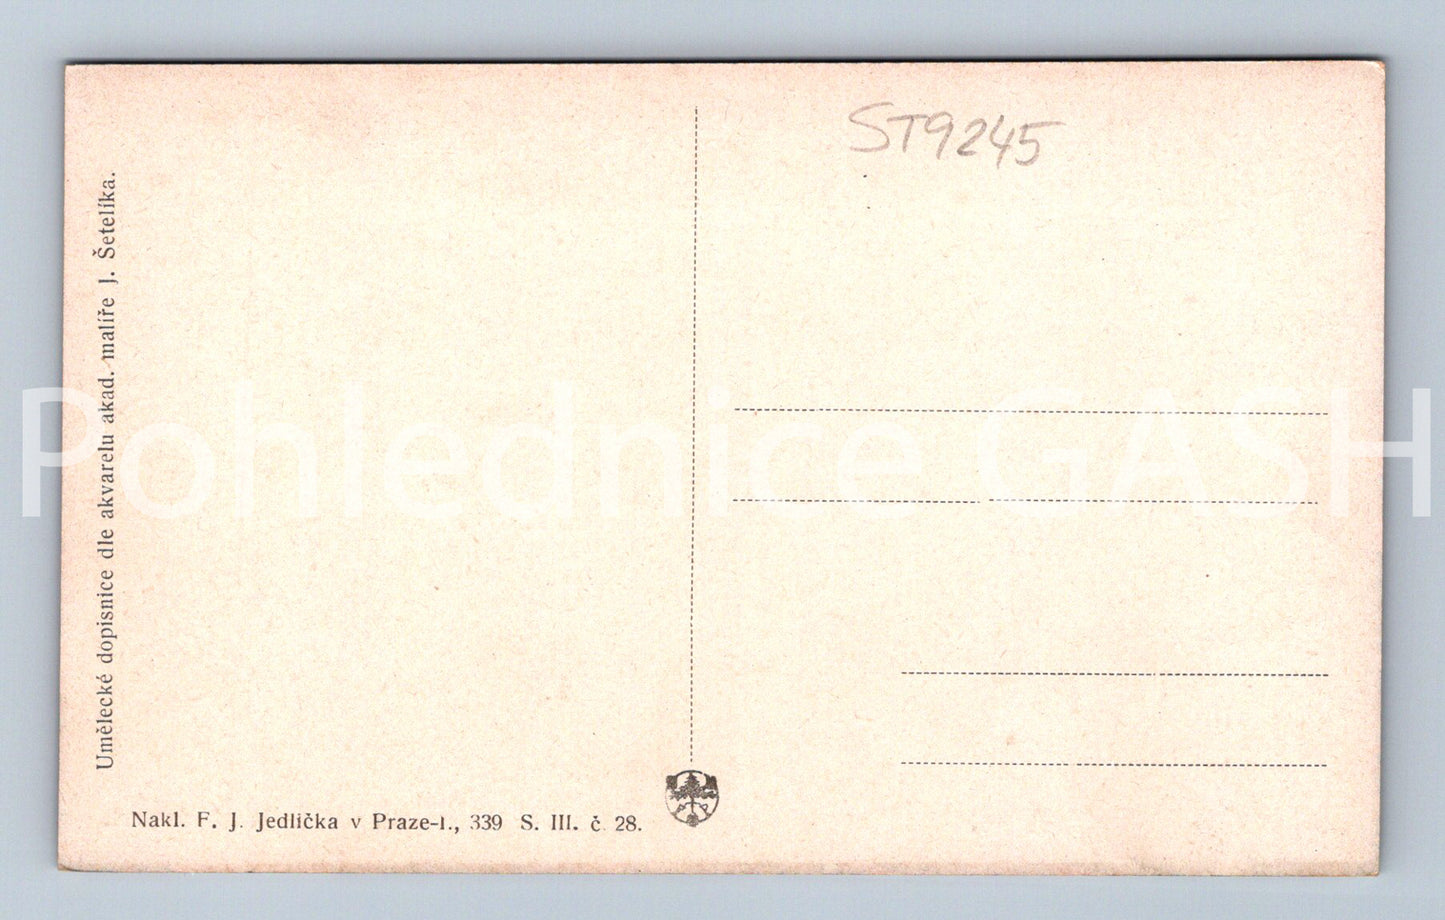 ST9245
Umělecké dopisnice dle akvarelu akad. malíře J. Šetelíka.
Pohlednice GASH
Nakl. F. J. Jedlička v Praze-I., 339 S. III. č. 28.